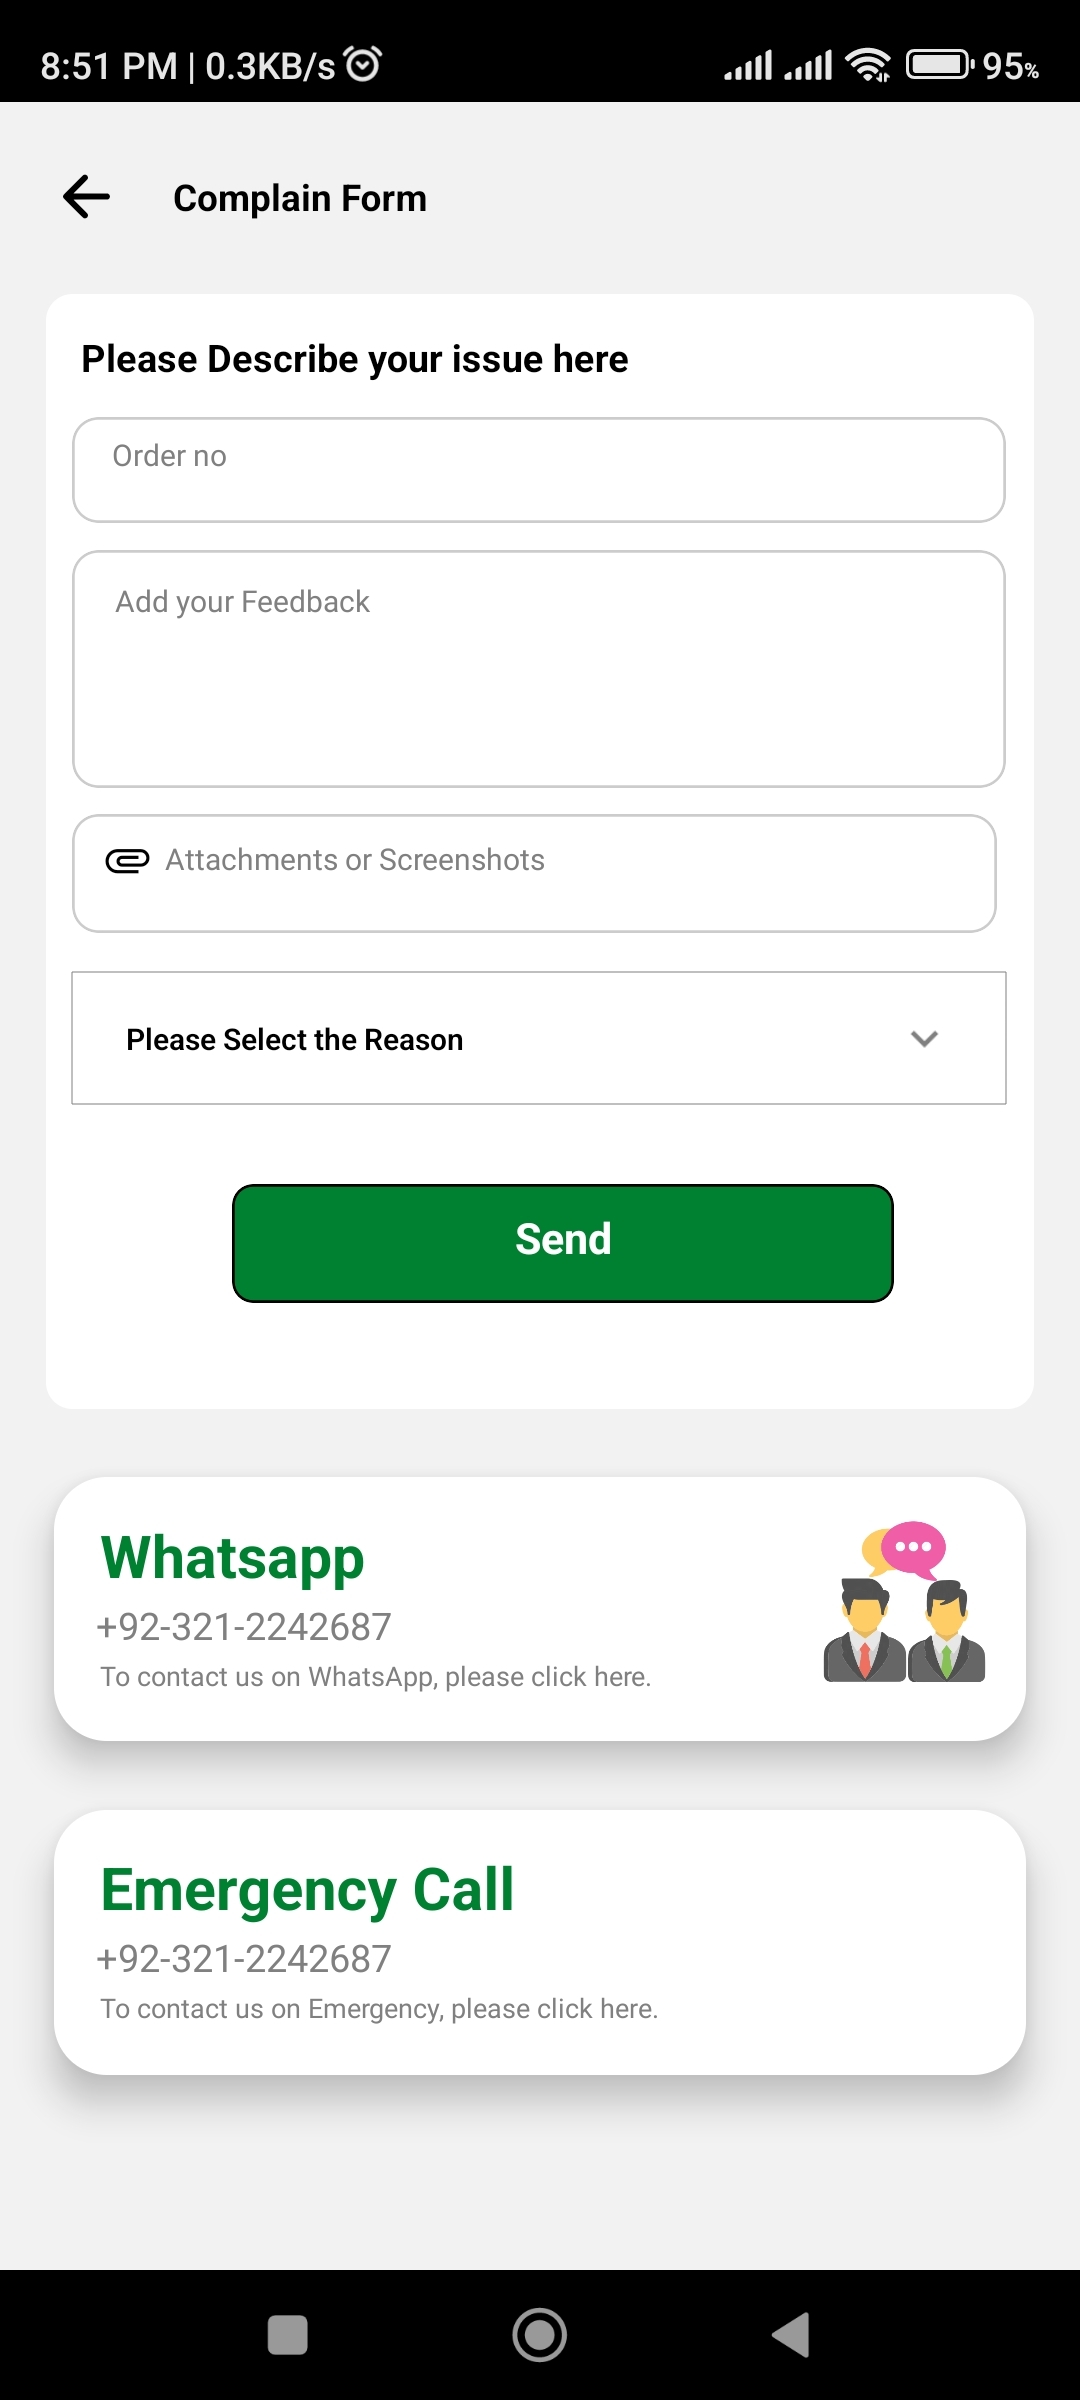 8:51 PM | 0.3KB/s 95%
Complain Form
Please Describe your issue here
Order no
Add your Feedback
Attachments or Screenshots
Please Select the Reason
Send
Whatsapp
+92-321-2242687
To contact us on WhatsApp, please click here.
Emergency Call
+92-321-2242687
To contact us on Emergency, please click here.